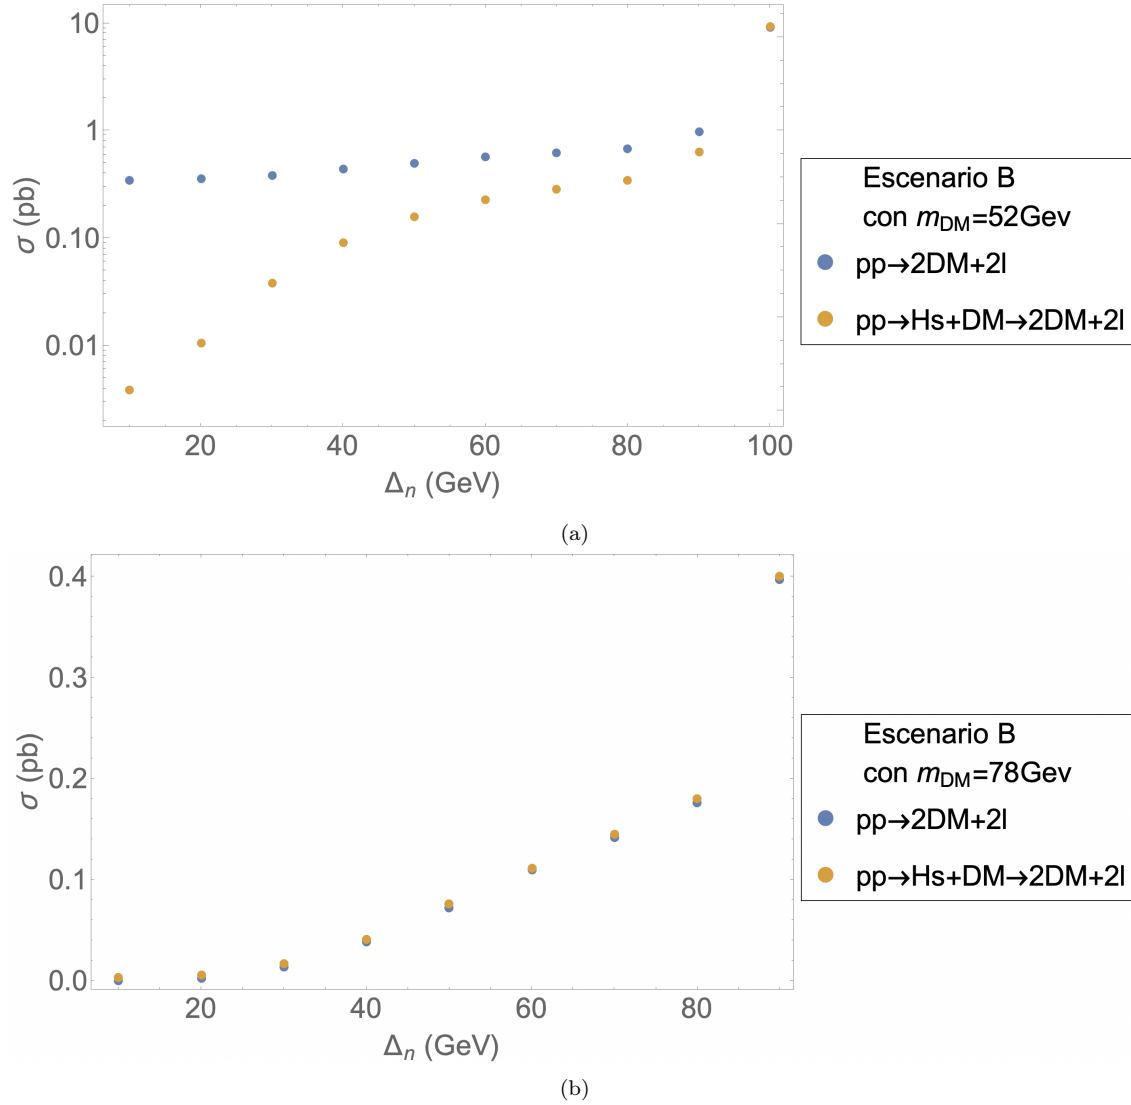 10
1
0.10
0.01
σ (pb)
20 40 60 80 100
Δn (GeV)
Escenario B
con mDM=52Gev
pp→2DM+2l
pp→Hs+DM→2DM+2l
(a)
0.4
0.3
0.2
0.1
0.0
σ (pb)
20 40 60 80
Δn (GeV)
Escenario B
con mDM=78Gev
pp→2DM+2l
pp→Hs+DM→2DM+2l
(b)